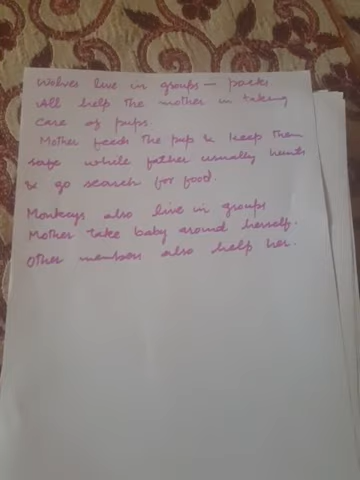 Wolves live in groups — packs
All help the mother in taking
care of pups.
Mother feeds the pup & keep them
safe while father usually hunts
& go search for food.
Monkeys also live in groups
Mother take baby around herself.
Other members also help her.